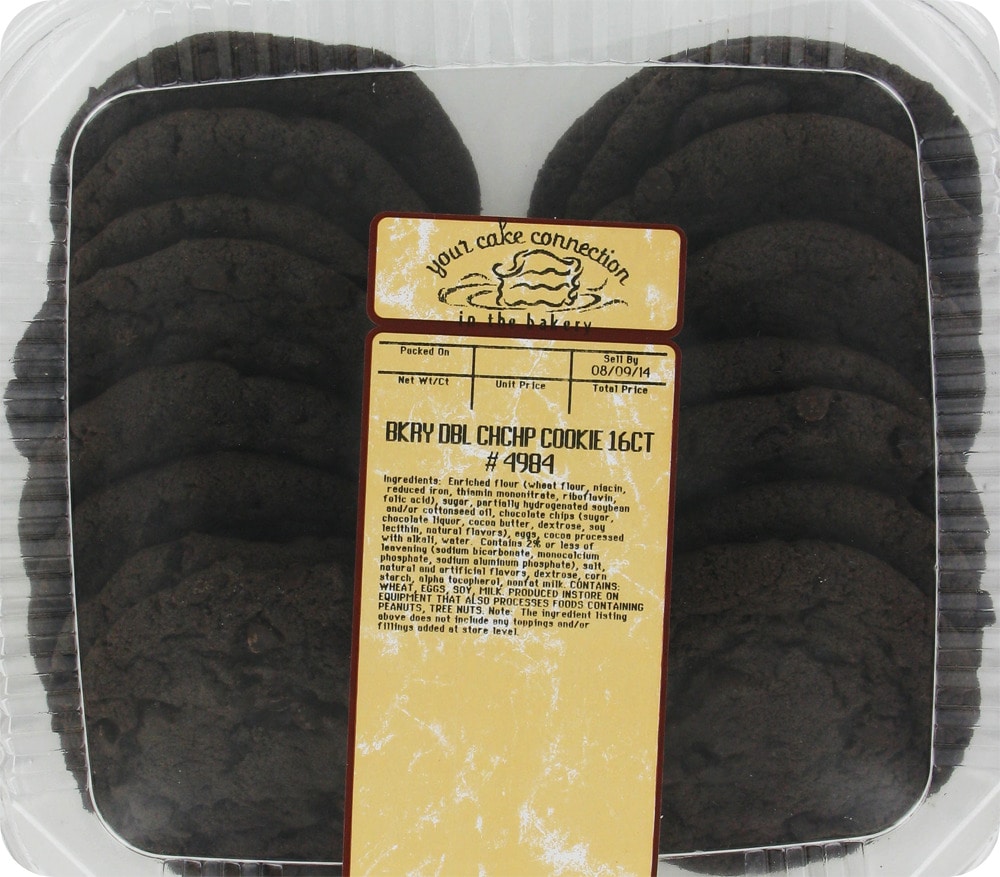 your cake connection
in the bakery
Packed On
Sell By
08/09/14
Net Wt/Ct
Unit Price
Total Price
BKRY DBL CHCHP COOKIE 16CT
# 4984
Ingredients: Enriched flour (wheat flour, niacin,
reduced iron, thiamin mononitrate, riboflavin,
folic acid), sugar, partially hydrogenated soybean
and/or cottonseed oil, chocolate chips (sugar,
chocolate liquor, cocoa butter, dextrose, soy
lecithin, natural flavors), eggs, cocoa processed
with alkali, water. Contains 2% or less of
leavening (sodium bicarbonate, monocalcium
phosphate, sodium aluminum phosphate), salt,
natural and artificial flavors, dextrose, corn
starch, alpha tocopherol, nonfat milk. CONTAINS:
WHEAT, EGGS, SOY, MILK. PRODUCED INSTORE ON
EQUIPMENT THAT ALSO PROCESSES FOODS CONTAINING
PEANUTS, TREE NUTS. Note: The ingredient listing
above does not include any toppings and/or
fillings added at store level.